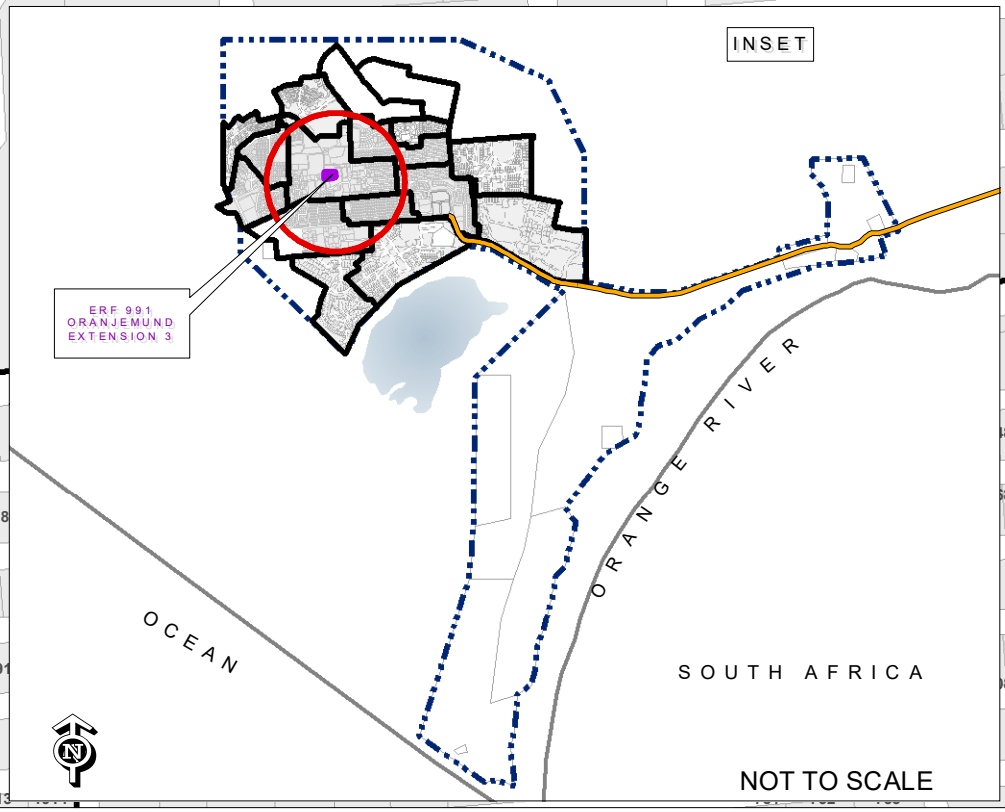 INSET
ERF 991
ORANJEMUND
EXTENSION 3
ORANGE RIVER
OCEAN
SOUTH AFRICA
N
NOT TO SCALE